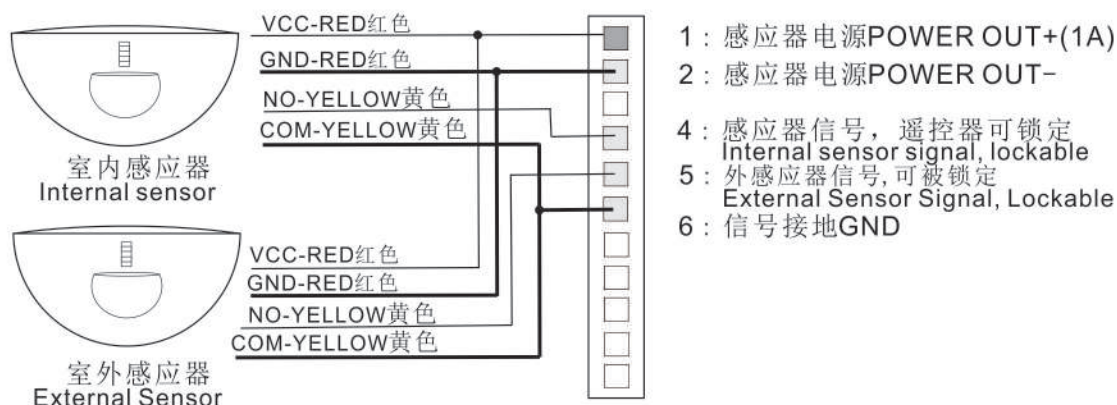 VCC-RED红色
GND-RED红色
NO-YELLOW黄色
COM-YELLOW黄色
室内感应器
Internal sensor
VCC-RED红色
GND-RED红色
NO-YELLOW黄色
COM-YELLOW黄色
室外感应器
External Sensor
1：感应器电源POWER OUT+(1A)
2：感应器电源POWER OUT-
4：感应器信号，遥控器可锁定
Internal sensor signal, lockable
5：外感应器信号,可被锁定
External Sensor Signal, Lockable
6：信号接地GND